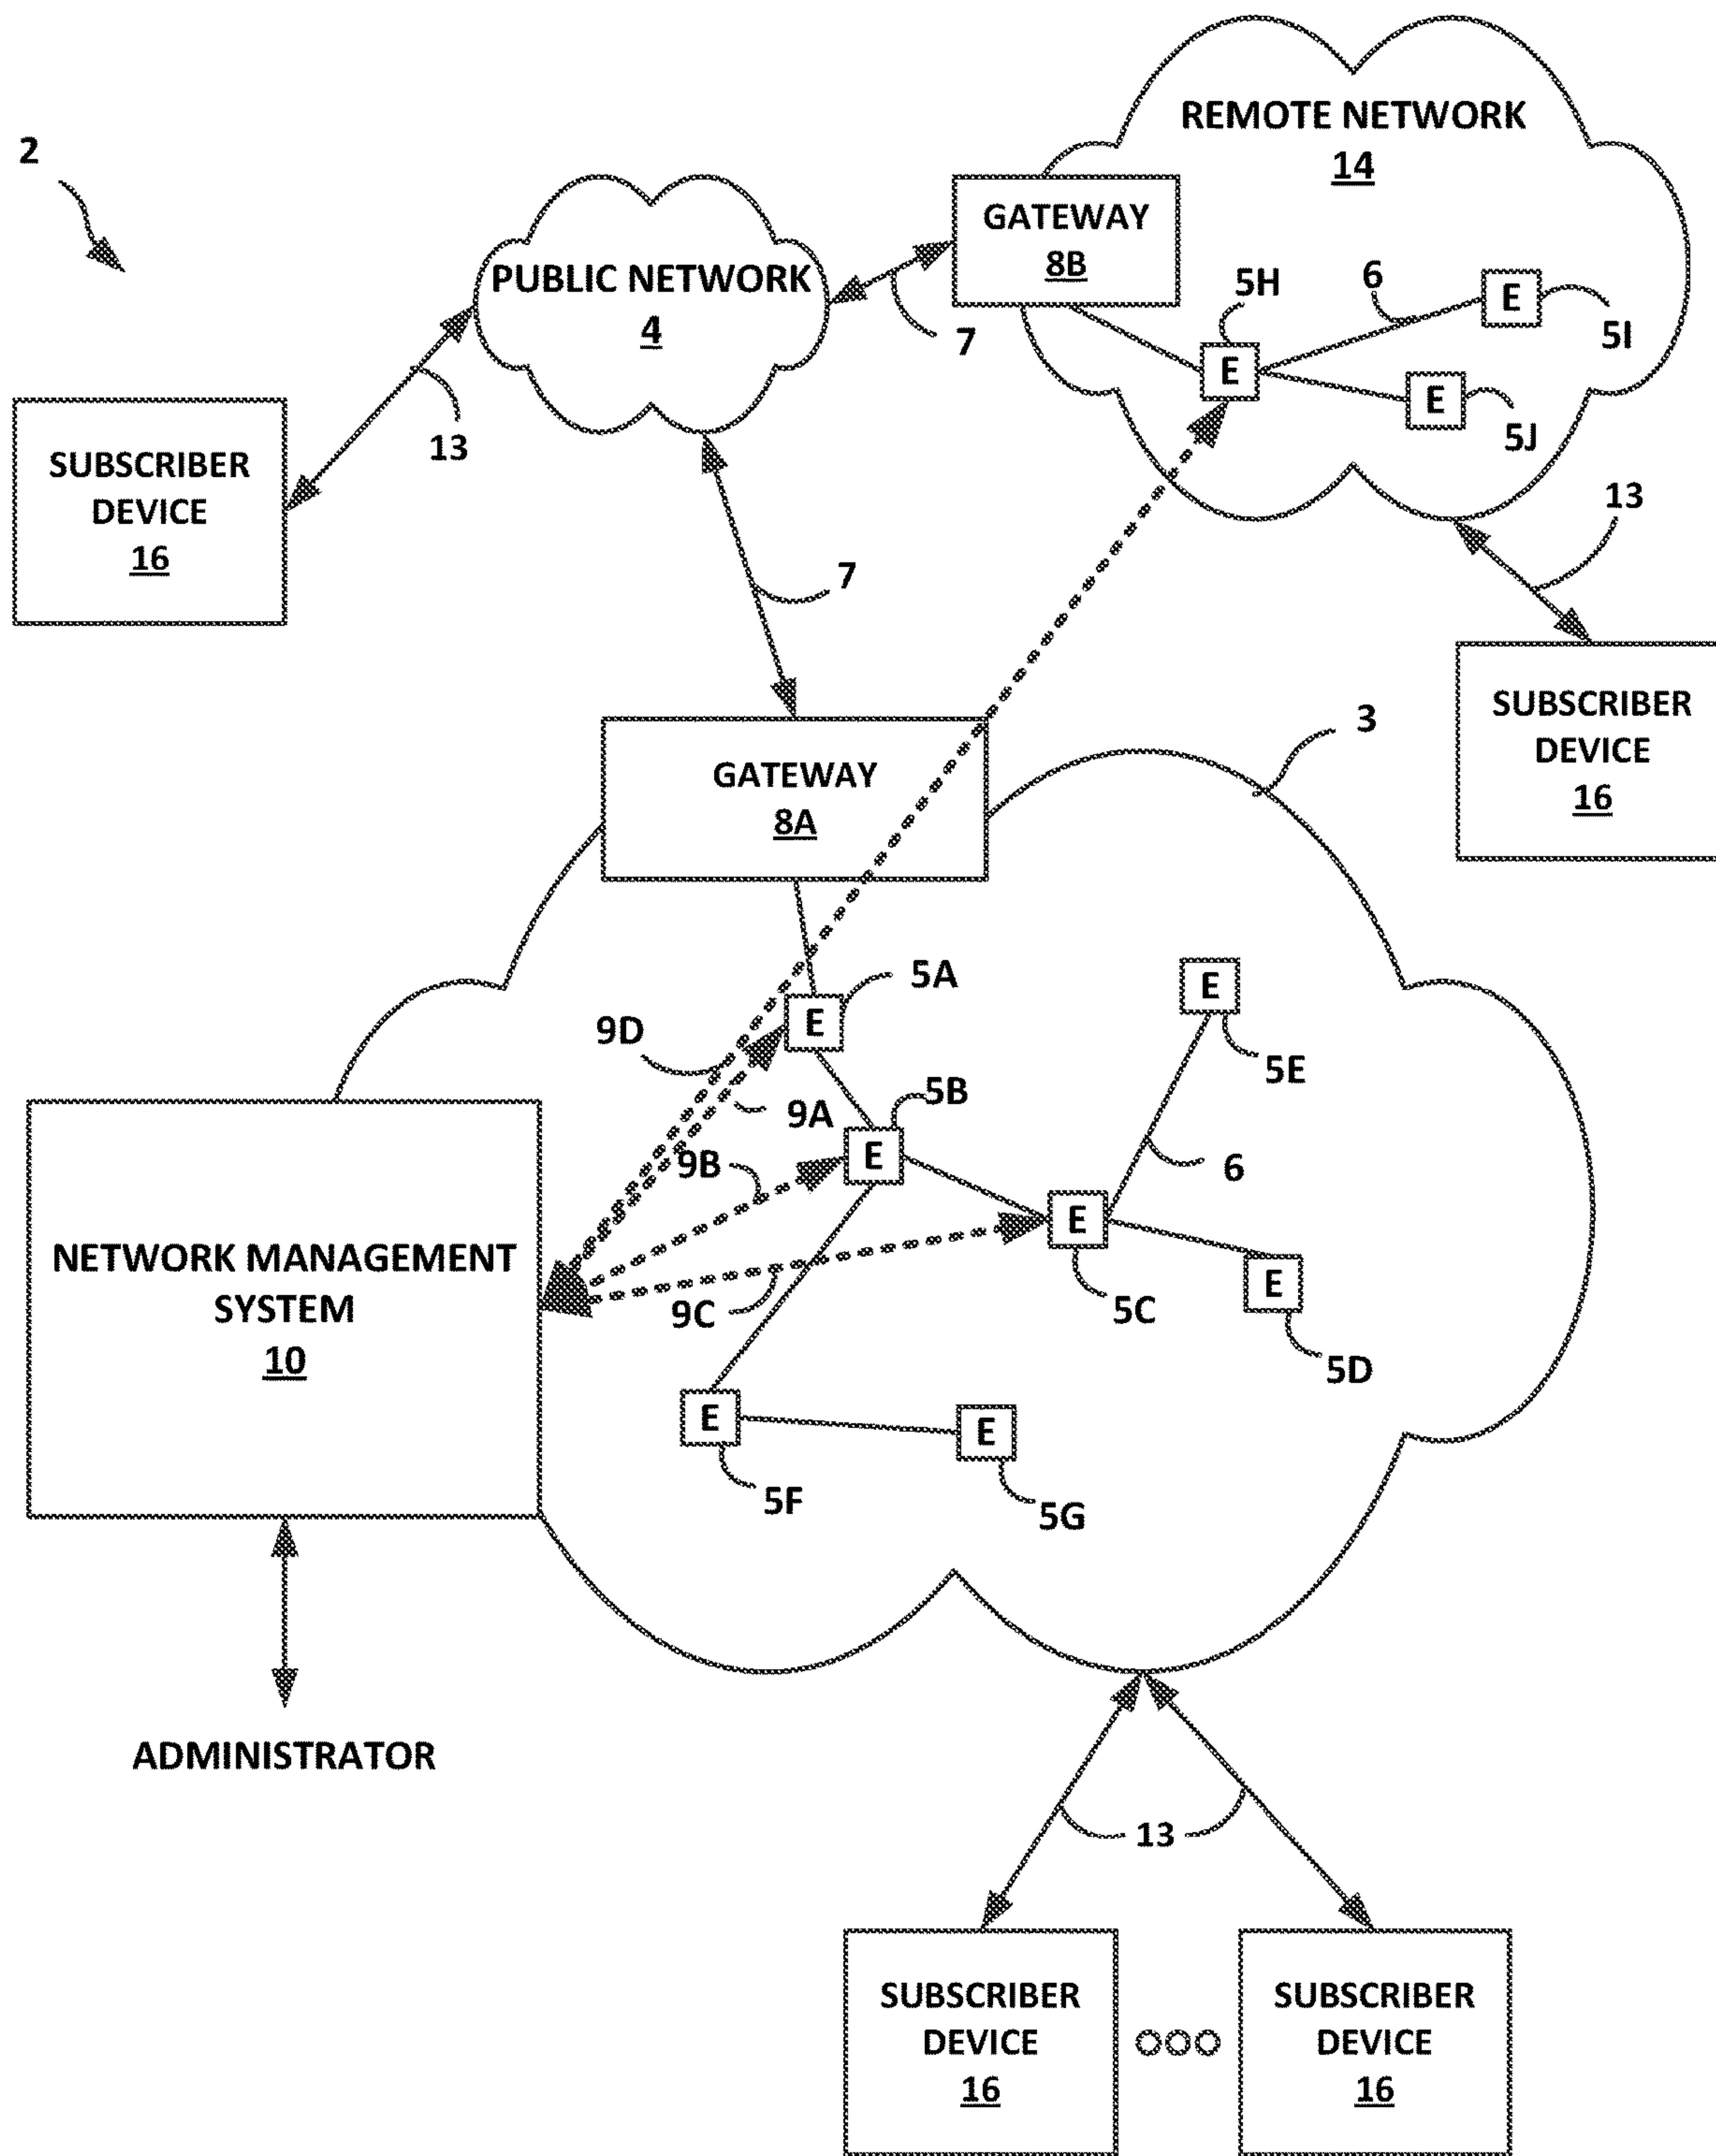 2
REMOTE NETWORK
14
GATEWAY
8B
PUBLIC NETWORK
4
7
5H
6
E
5I
E
E
5J
13
SUBSCRIBER
DEVICE
16
7
13
SUBSCRIBER
DEVICE
16
3
GATEWAY
8A
5A
E
9D
E
5E
9A
5B
E
9B
6
E
5C
NETWORK MANAGEMENT
SYSTEM
10
9C
E
5D
E
5F
E
5G
ADMINISTRATOR
13
SUBSCRIBER
DEVICE
16
SUBSCRIBER
DEVICE
16